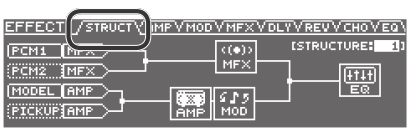 EFFECT /STRUCT\/AMP\/MOD\/MFX\/DLY\/REV\/CHO\/EQ\
PCM1 MFX [STRUCTURE: 1]
PCM2 MFX
MFX
MODEL AMP
PICKUP AMP
AMP MOD
EQ